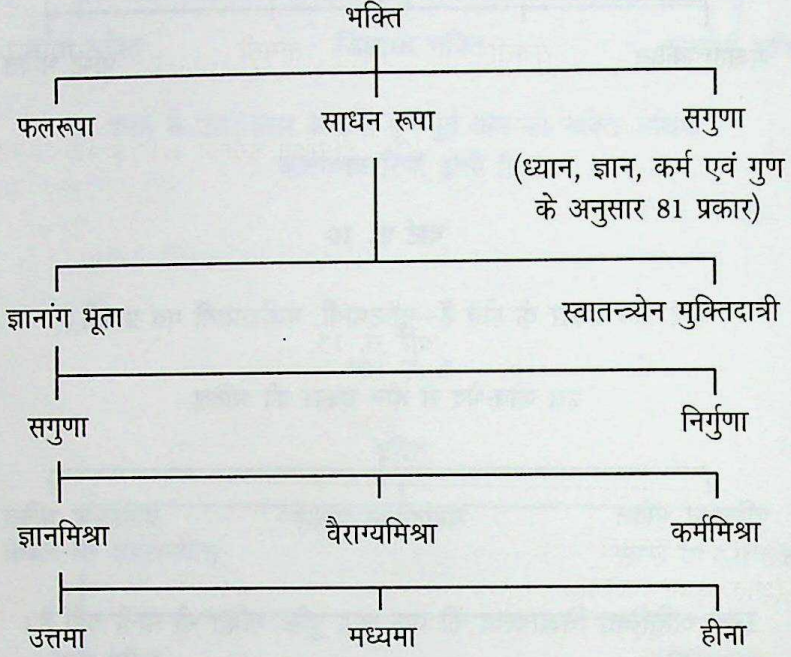 भक्ति
फलरूपा साधन रूपा सगुणा
(ध्यान, ज्ञान, कर्म एवं गुण
के अनुसार 81 प्रकार)
ज्ञानांग भूता स्वातन्त्र्येन मुक्तिदात्री
सगुणा निर्गुणा
ज्ञानमिश्रा वैराग्यमिश्रा कर्ममिश्रा
उत्तमा मध्यमा हीना